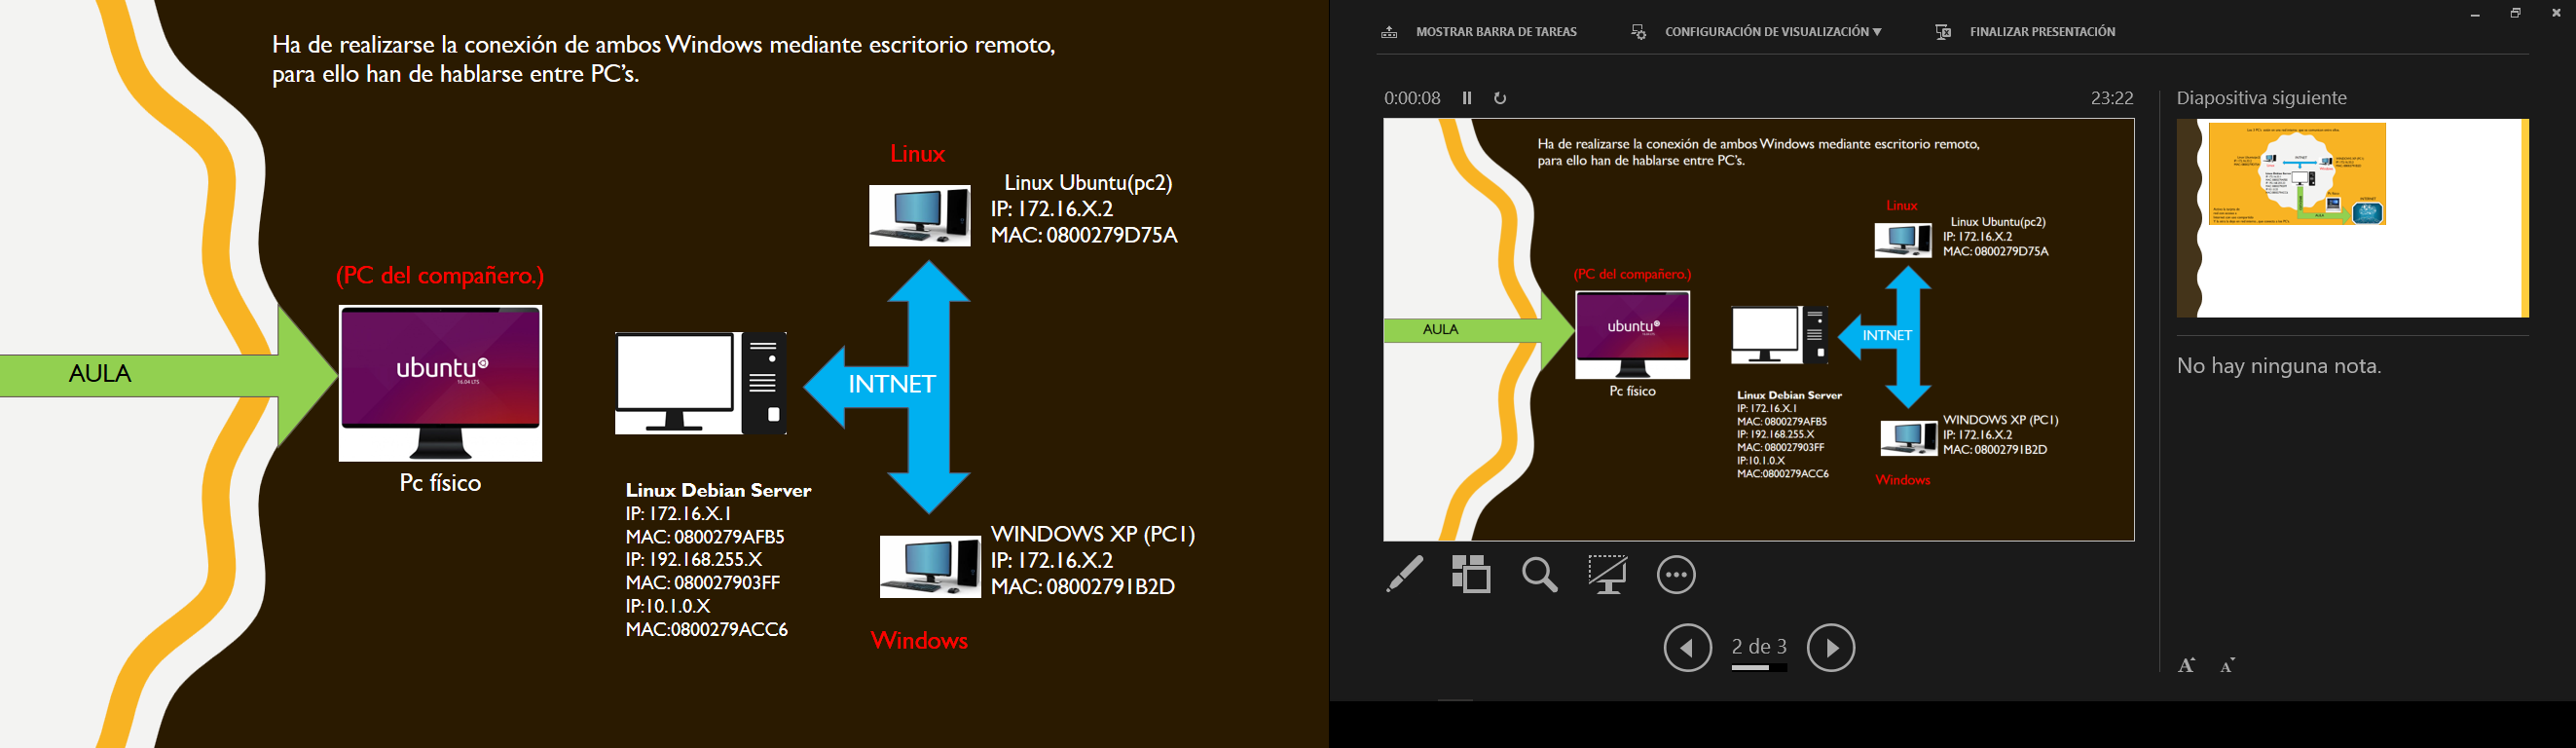 Ha de realizarse la conexión de ambos Windows mediante escritorio remoto,
para ello han de hablarse entre PC's.
Linux
Linux Ubuntu(pc2)
IP: 172.16.X.2
MAC: 0800279D75A
(PC del compañero.)
AULA
ubuntu
16.04 LTS
INTNET
Pc físico
Linux Debian Server
IP: 172.16.X.1
MAC: 0800279AFB5
IP: 192.168.255.X
MAC: 080027903FF
IP:10.1.0.X
MAC:0800279ACC6
WINDOWS XP (PC1)
IP: 172.16.X.2
MAC: 08002791B2D
Windows
MOSTRAR BARRA DE TAREAS
CONFIGURACIÓN DE VISUALIZACIÓN
FINALIZAR PRESENTACIÓN
0:00:08
23:22
Ha de realizarse la conexión de ambos Windows mediante escritorio remoto,
para ello han de hablarse entre PC's.
Linux
Linux Ubuntu(pc2)
IP: 172.16.X.2
MAC: 0800279D75A
(PC del compañero.)
AULA
ubuntu
INTNET
Pc físico
Linux Debian Server
IP: 172.16.X.1
MAC: 0800279AFB5
IP: 192.168.255.X
MAC: 080027903FF
IP:10.1.0.X
MAC:0800279ACC6
WINDOWS XP (PC1)
IP: 172.16.X.2
MAC: 08002791B2D
Windows
2 de 3
Diapositiva siguiente
INTNET
AULA
INTERNET
No hay ninguna nota.
A A